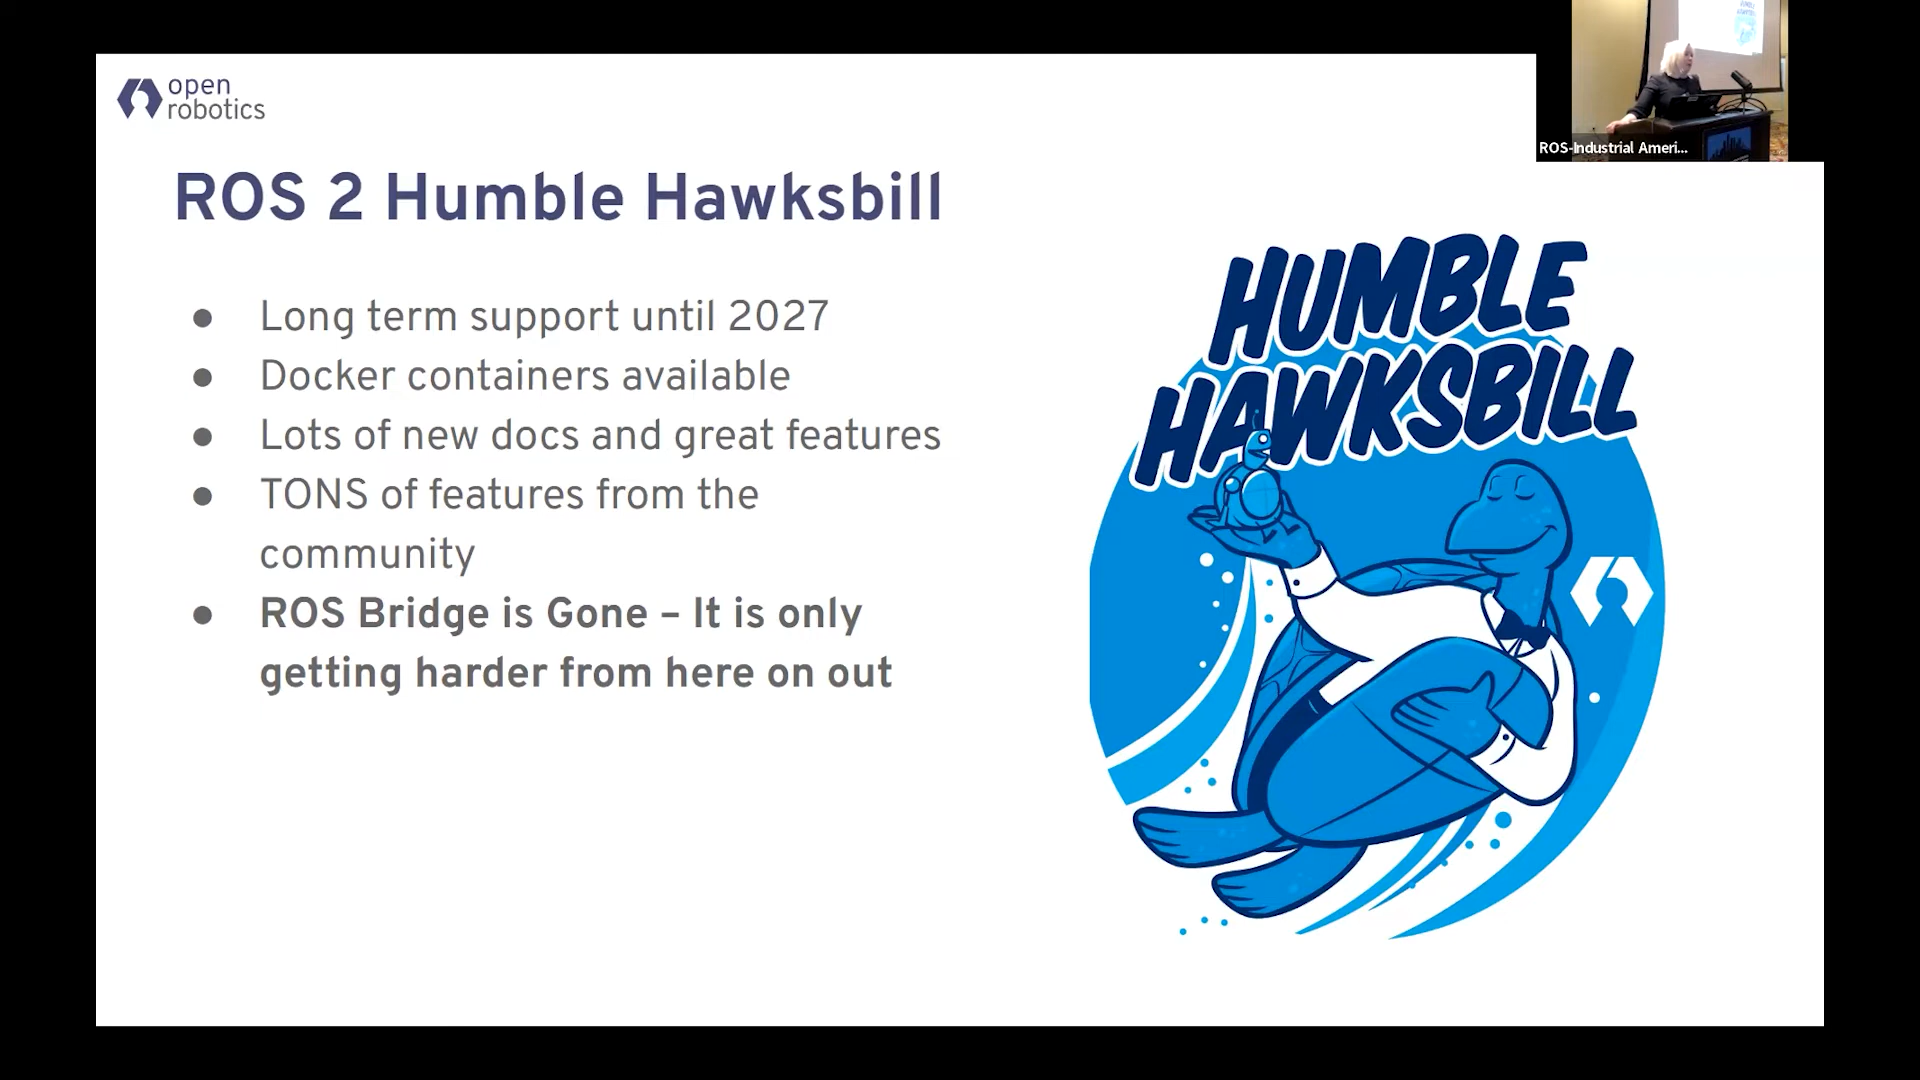 open
robotics
ROS-Industrial Ameri...
ROS 2 Humble Hawksbill
● Long term support until 2027
● Docker containers available
● Lots of new docs and great features
● TONS of features from the
community
● ROS Bridge is Gone – It is only
getting harder from here on out
HUMBLE
HAWKSBILL